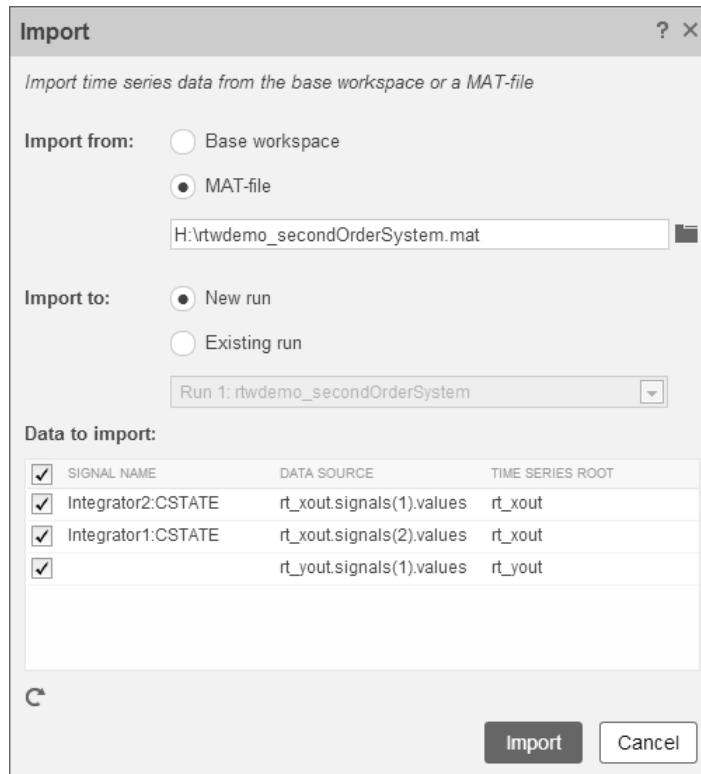 Import ?
Import time series data from the base workspace or a MAT-file
Import from: Base workspace
MAT-file
H:\rtwdemo_secondOrderSystem.mat
Import to: New run
Existing run
Run 1: rtwdemo_secondOrderSystem
Data to import:
SIGNAL NAME DATA SOURCE TIME SERIES ROOT
Integrator2:CSTATE rt_xout.signals(1).values rt_xout
Integrator1:CSTATE rt_xout.signals(2).values rt_xout
rt_yout.signals(1).values rt_yout
Import Cancel